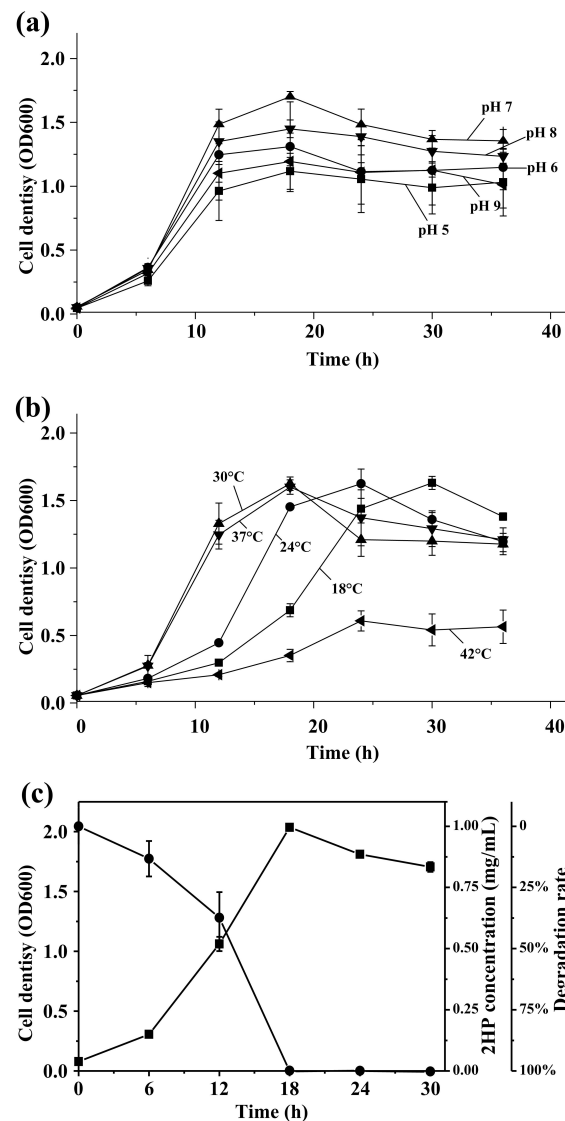 (a)
2.0
1.5
1.0
0.5
0.0
Cell dentisy (OD600)
pH 7
pH 8
pH 6
pH 9
pH 5
0
10
20
30
40
Time (h)
(b)
2.0
1.5
1.0
0.5
0.0
Cell dentisy (OD600)
30°C
37°C
24°C
18°C
42°C
0
10
20
30
40
Time (h)
(c)
2.0
1.5
1.0
0.5
0.0
Cell dentisy (OD600)
1.00
0.75
0.50
0.25
0.00
2HP concentration (mg/mL)
0
25%
50%
75%
100%
Degradation rate
0
6
12
18
24
30
Time (h)